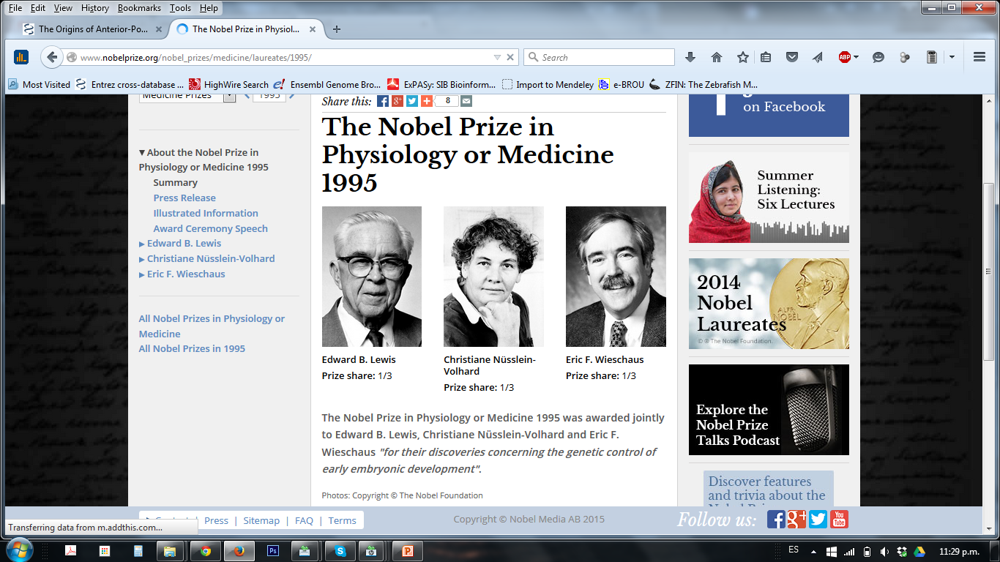 File Edit View History Bookmarks Tools Help
The Origins of Anterior-Po...
The Nobel Prize in Physiol...
www.nobelprize.org/nobel_prizes/medicine/laureates/1995/
Search
ABP
Most Visited
Entrez cross-database ...
HighWire Search
Ensembl Genome Bro...
ExPASy: SIB Bioinform...
Import to Mendeley
e-BROU
ZFIN: The Zebrafish M...
Medicine Prizes 1995
About the Nobel Prize in
Physiology or Medicine 1995
Summary
Press Release
Illustrated Information
Award Ceremony Speech
Edward B. Lewis
Christiane Nüsslein-Volhard
Eric F. Wieschaus
All Nobel Prizes in Physiology or
Medicine
All Nobel Prizes in 1995
Share this: 8
The Nobel Prize in
Physiology or Medicine
1995
Edward B. Lewis
Prize share: 1/3
Christiane Nüsslein-
Volhard
Prize share: 1/3
Eric F. Wieschaus
Prize share: 1/3
The Nobel Prize in Physiology or Medicine 1995 was awarded jointly
to Edward B. Lewis, Christiane Nüsslein-Volhard and Eric F.
Wieschaus "for their discoveries concerning the genetic control of
early embryonic development".
Photos: Copyright © The Nobel Foundation
on Facebook
Summer
Listening:
Six Lectures
2014
Nobel
Laureates
ALFR.
NOBEL
© ® The Nobel Foundation.
Explore the
Nobel Prize
Talks Podcast
Discover features
and trivia about the
Press | Sitemap | FAQ | Terms
Copyright © Nobel Media AB 2015
Follow us:
You
Tube
Transferring data from m.addthis.com...
ES
11:29 p.m.